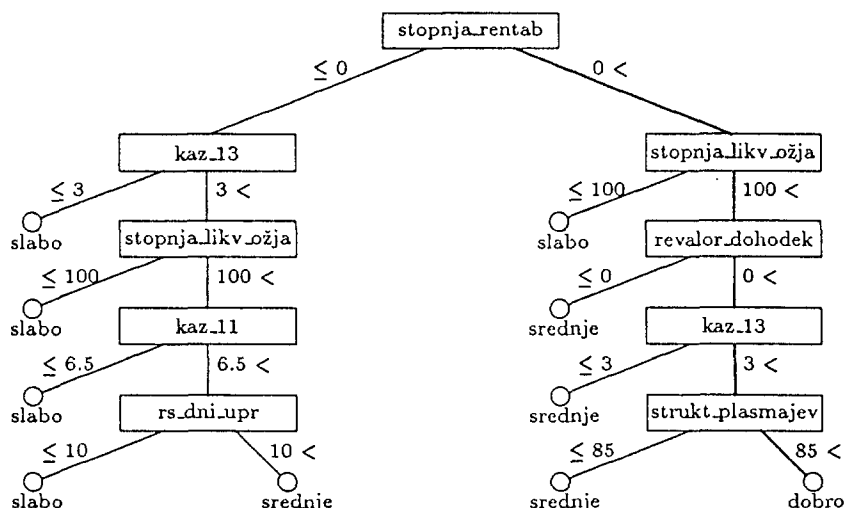 stopnja_rentab
≤ 0 0 <
kaz_13 stopnja_likv_ožja
≤ 3 3 < ≤ 100 100 <
slabo stopnja_likv_ožja slabo revalor_dohodek
≤ 100 100 < ≤ 0 0 <
slabo kaz_11 srednje kaz_13
≤ 6.5 6.5 < ≤ 3 3 <
slabo rs_dni_upr srednje strukt_plasmajev
≤ 10 10 < ≤ 85 85 <
slabo srednje srednje dobro